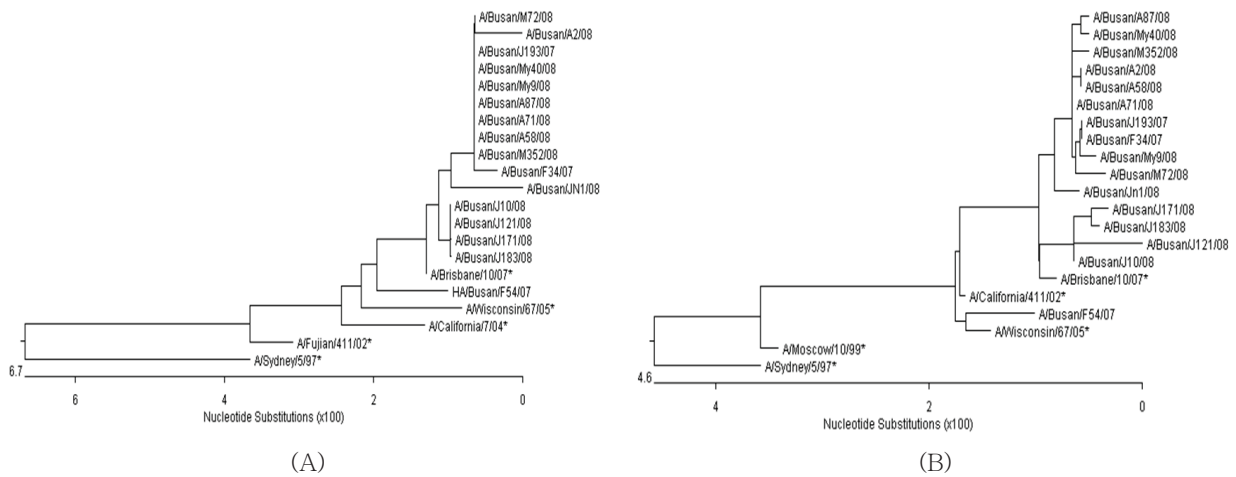 A/Busan/M72/08
A/Busan/A2/08
A/Busan/J193/07
A/Busan/My40/08
A/Busan/My9/08
A/Busan/A87/08
A/Busan/A71/08
A/Busan/A58/08
A/Busan/M352/08
A/Busan/F34/07
A/Busan/JN1/08
A/Busan/J10/08
A/Busan/J121/08
A/Busan/J171/08
A/Busan/J183/08
A/Brisbane/10/07*
HA/Busan/F54/07
A/Wisconsin/67/05*
A/California/7/04*
A/Fujian/411/02*
A/Sydney/5/97*
6.7
6 4 2 0
Nucleotide Substitutions (x100)
(A)
A/Busan/A87/08
A/Busan/My40/08
A/Busan/M352/08
A/Busan/A2/08
A/Busan/A58/08
A/Busan/A71/08
A/Busan/J193/07
A/Busan/F34/07
A/Busan/My9/08
A/Busan/M72/08
A/Busan/Jn1/08
A/Busan/J171/08
A/Busan/J183/08
A/Busan/J121/08
A/Busan/J10/08
A/Brisbane/10/07*
A/California/411/02*
A/Busan/F54/07
A/Wisconsin/67/05*
A/Moscow/10/99*
A/Sydney/5/97*
4.6
4 2 0
Nucleotide Substitutions (x100)
(B)